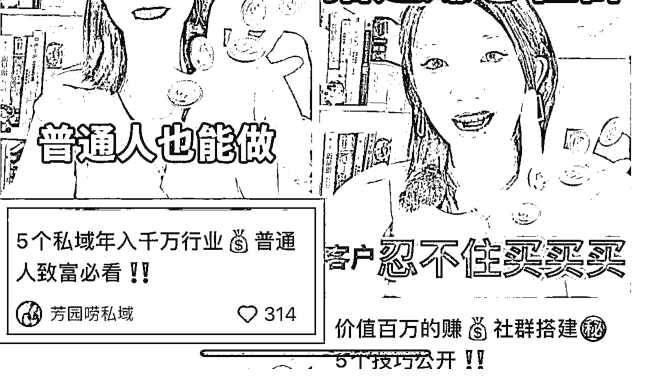 普通人也能做
5个私域年入千万行业💰普通
人致富必看‼️
芳园唠私域
314
客户忍不住买买买
价值百万的赚💰社群搭建㊙️
5个技巧公开‼️